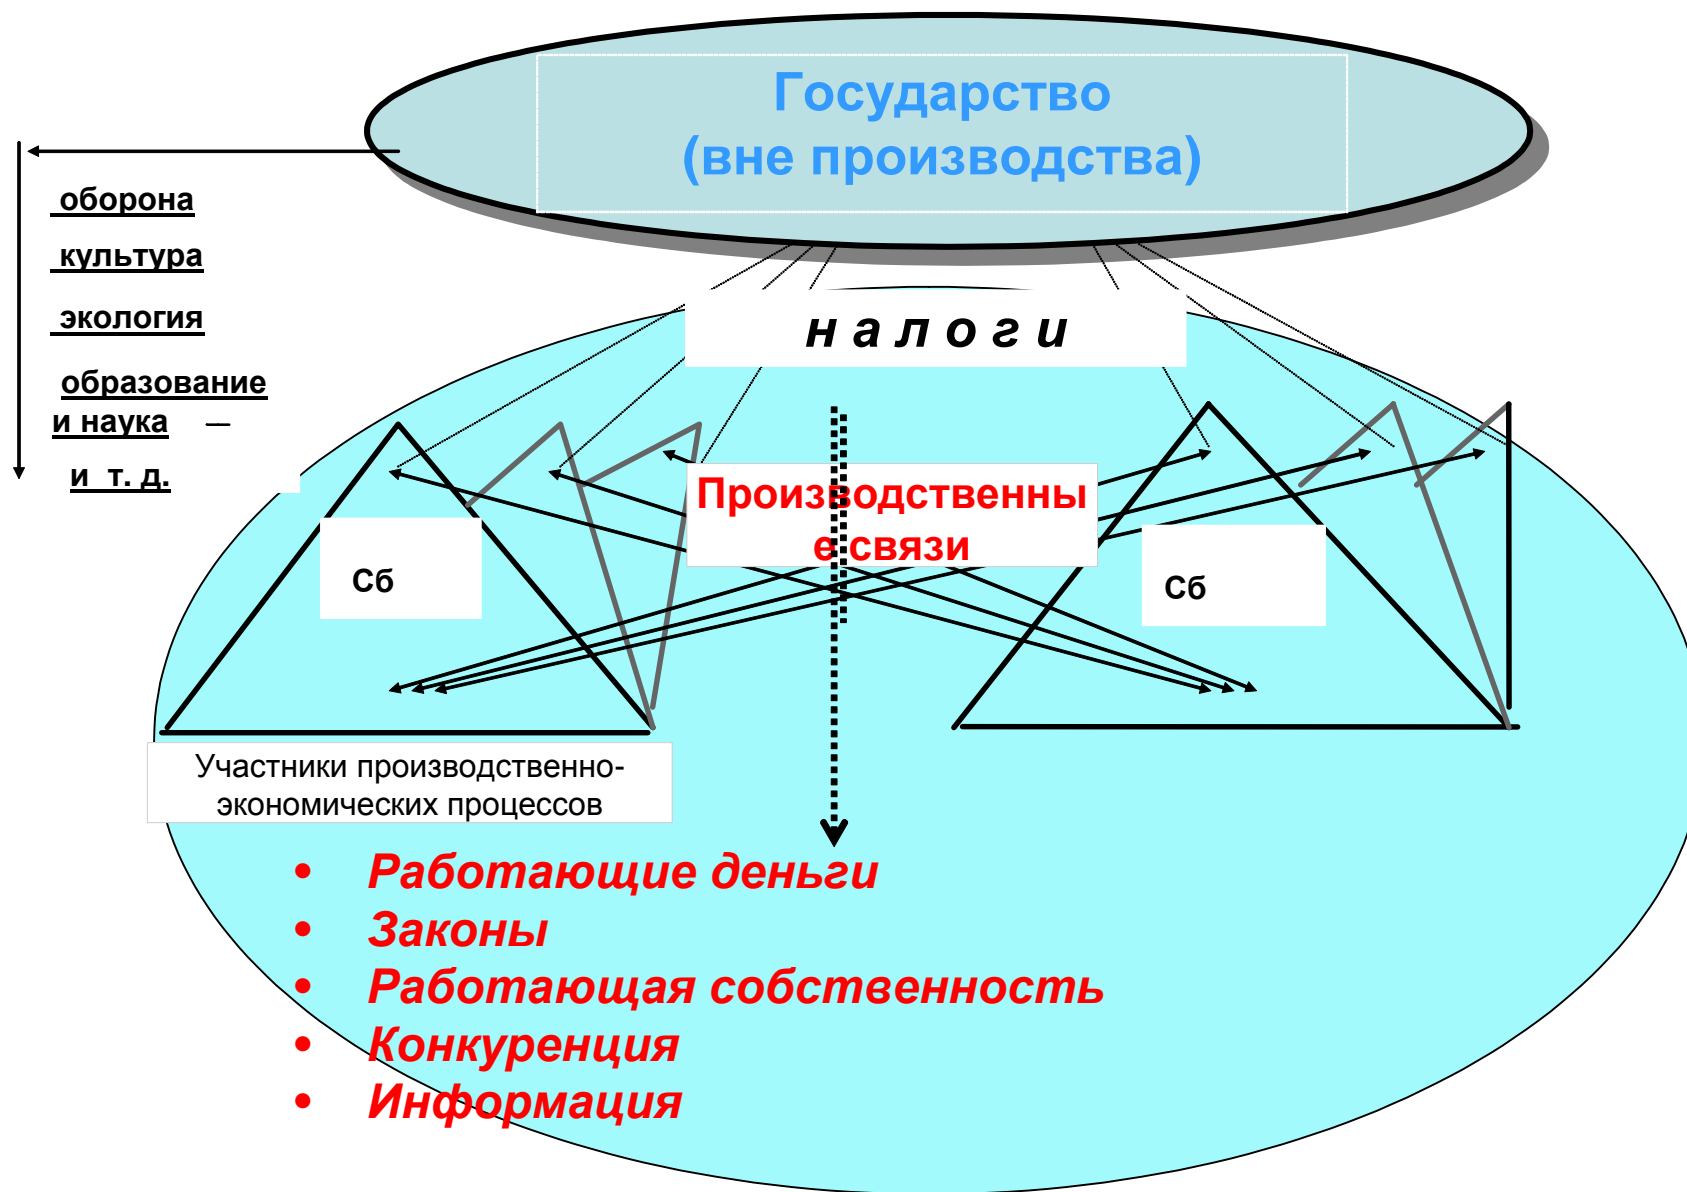 Государство
(вне производства)
оборона
культура
экология
образование
и наука –
и т. д.
н а л о г и
Производственны
е связи
Сб
Сб
Участники производственно-
экономических процессов
• Работающие деньги
• Законы
• Работающая собственность
• Конкуренция
• Информация